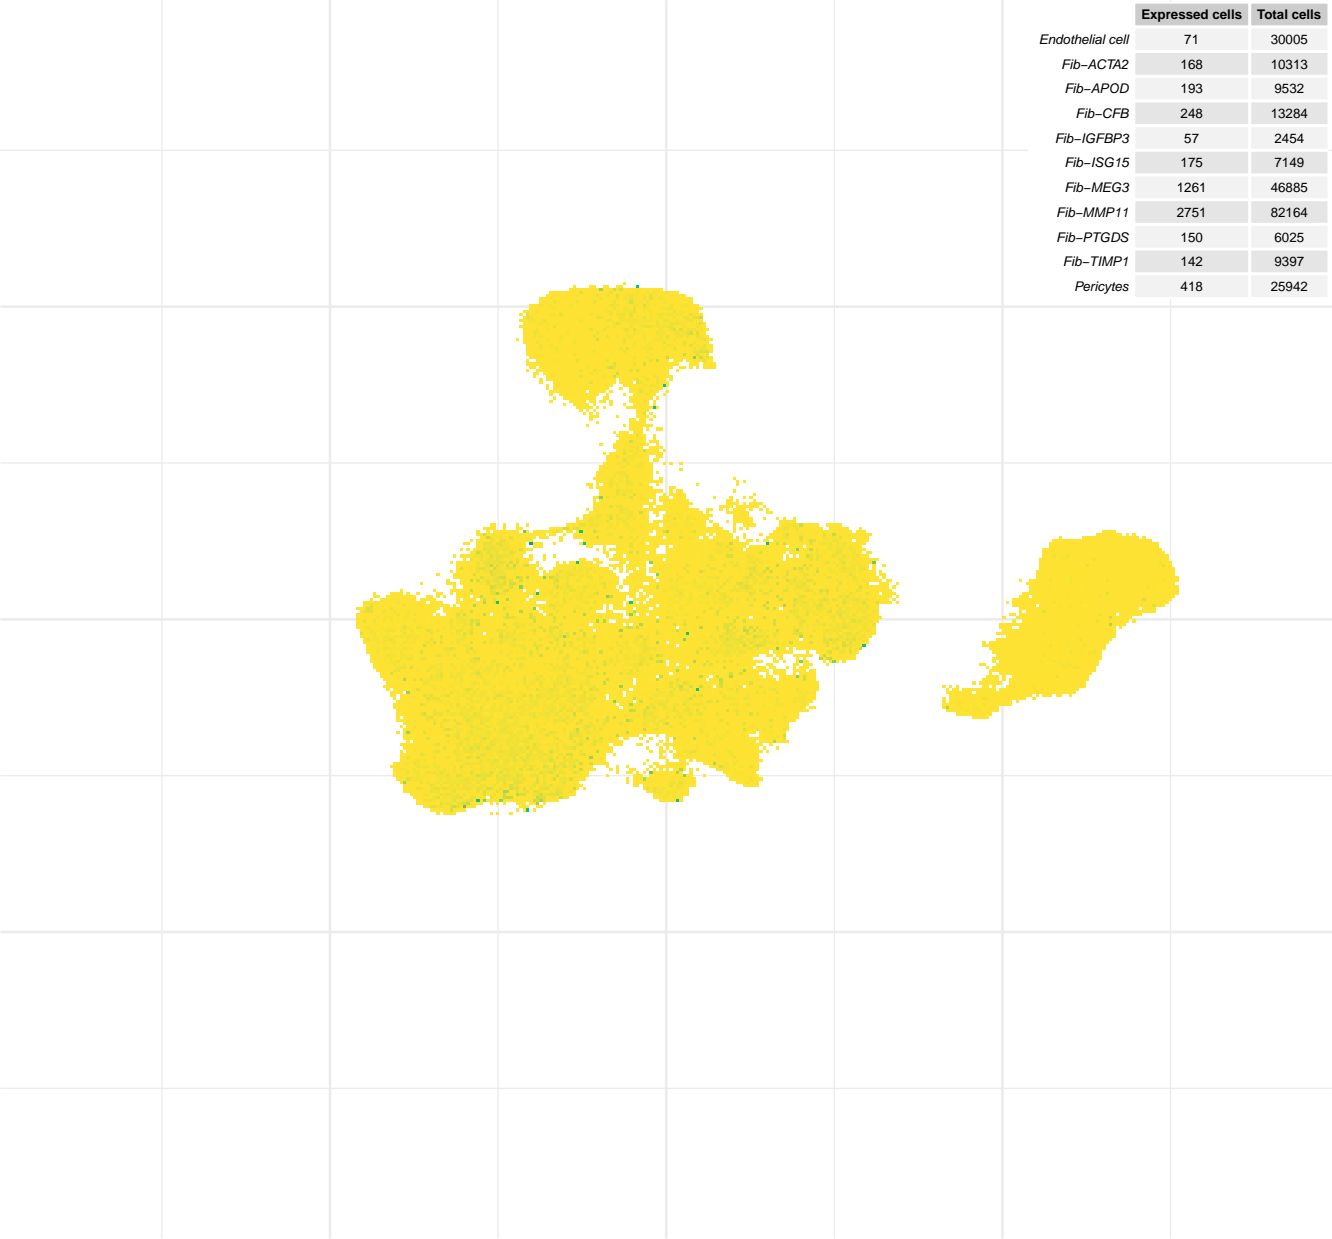 Expressed cells Total cells
Endothelial cell 71 30005
Fib−ACTA2 168 10313
Fib−APOD 193 9532
Fib−CFB 248 13284
Fib−IGFBP3 57 2454
Fib−ISG15 175 7149
Fib−MEG3 1261 46885
Fib−MMP11 2751 82164
Fib−PTGDS 150 6025
Fib−TIMP1 142 9397
Pericytes 418 25942